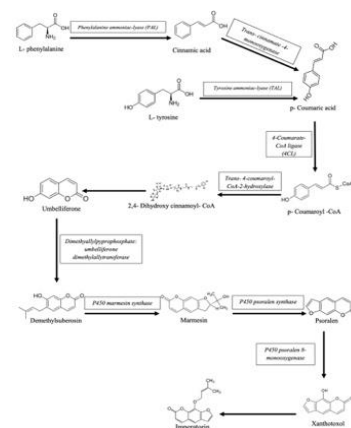 Phenylalanine-ammonia-lyase (PAL)
L- phenylalanine
Cinnamic acid
Trans- cinnamate -4-
monooxygenase
Tyrosine ammonia-lyase (TAL)
L- tyrosine
p- Coumaric acid
4-Coumarate-
CoA ligase
(4CL)
Trans- 4-coumaroyl-
CoA-2-hydroxylase
Umbelliferone
2,4- Dihydroxy cinnamoyl- CoA
p- Coumaroyl -CoA
Dimethyallylpyrophosphate:
umbelliferone
dimethylallyltransferase
P450 marmesin synthase
P450 psoralen synthase
Demethylsuberosin
Marmesin
Psoralen
P450 psoralen 8-
monooxygenase
Imperatorin
Xanthotoxol